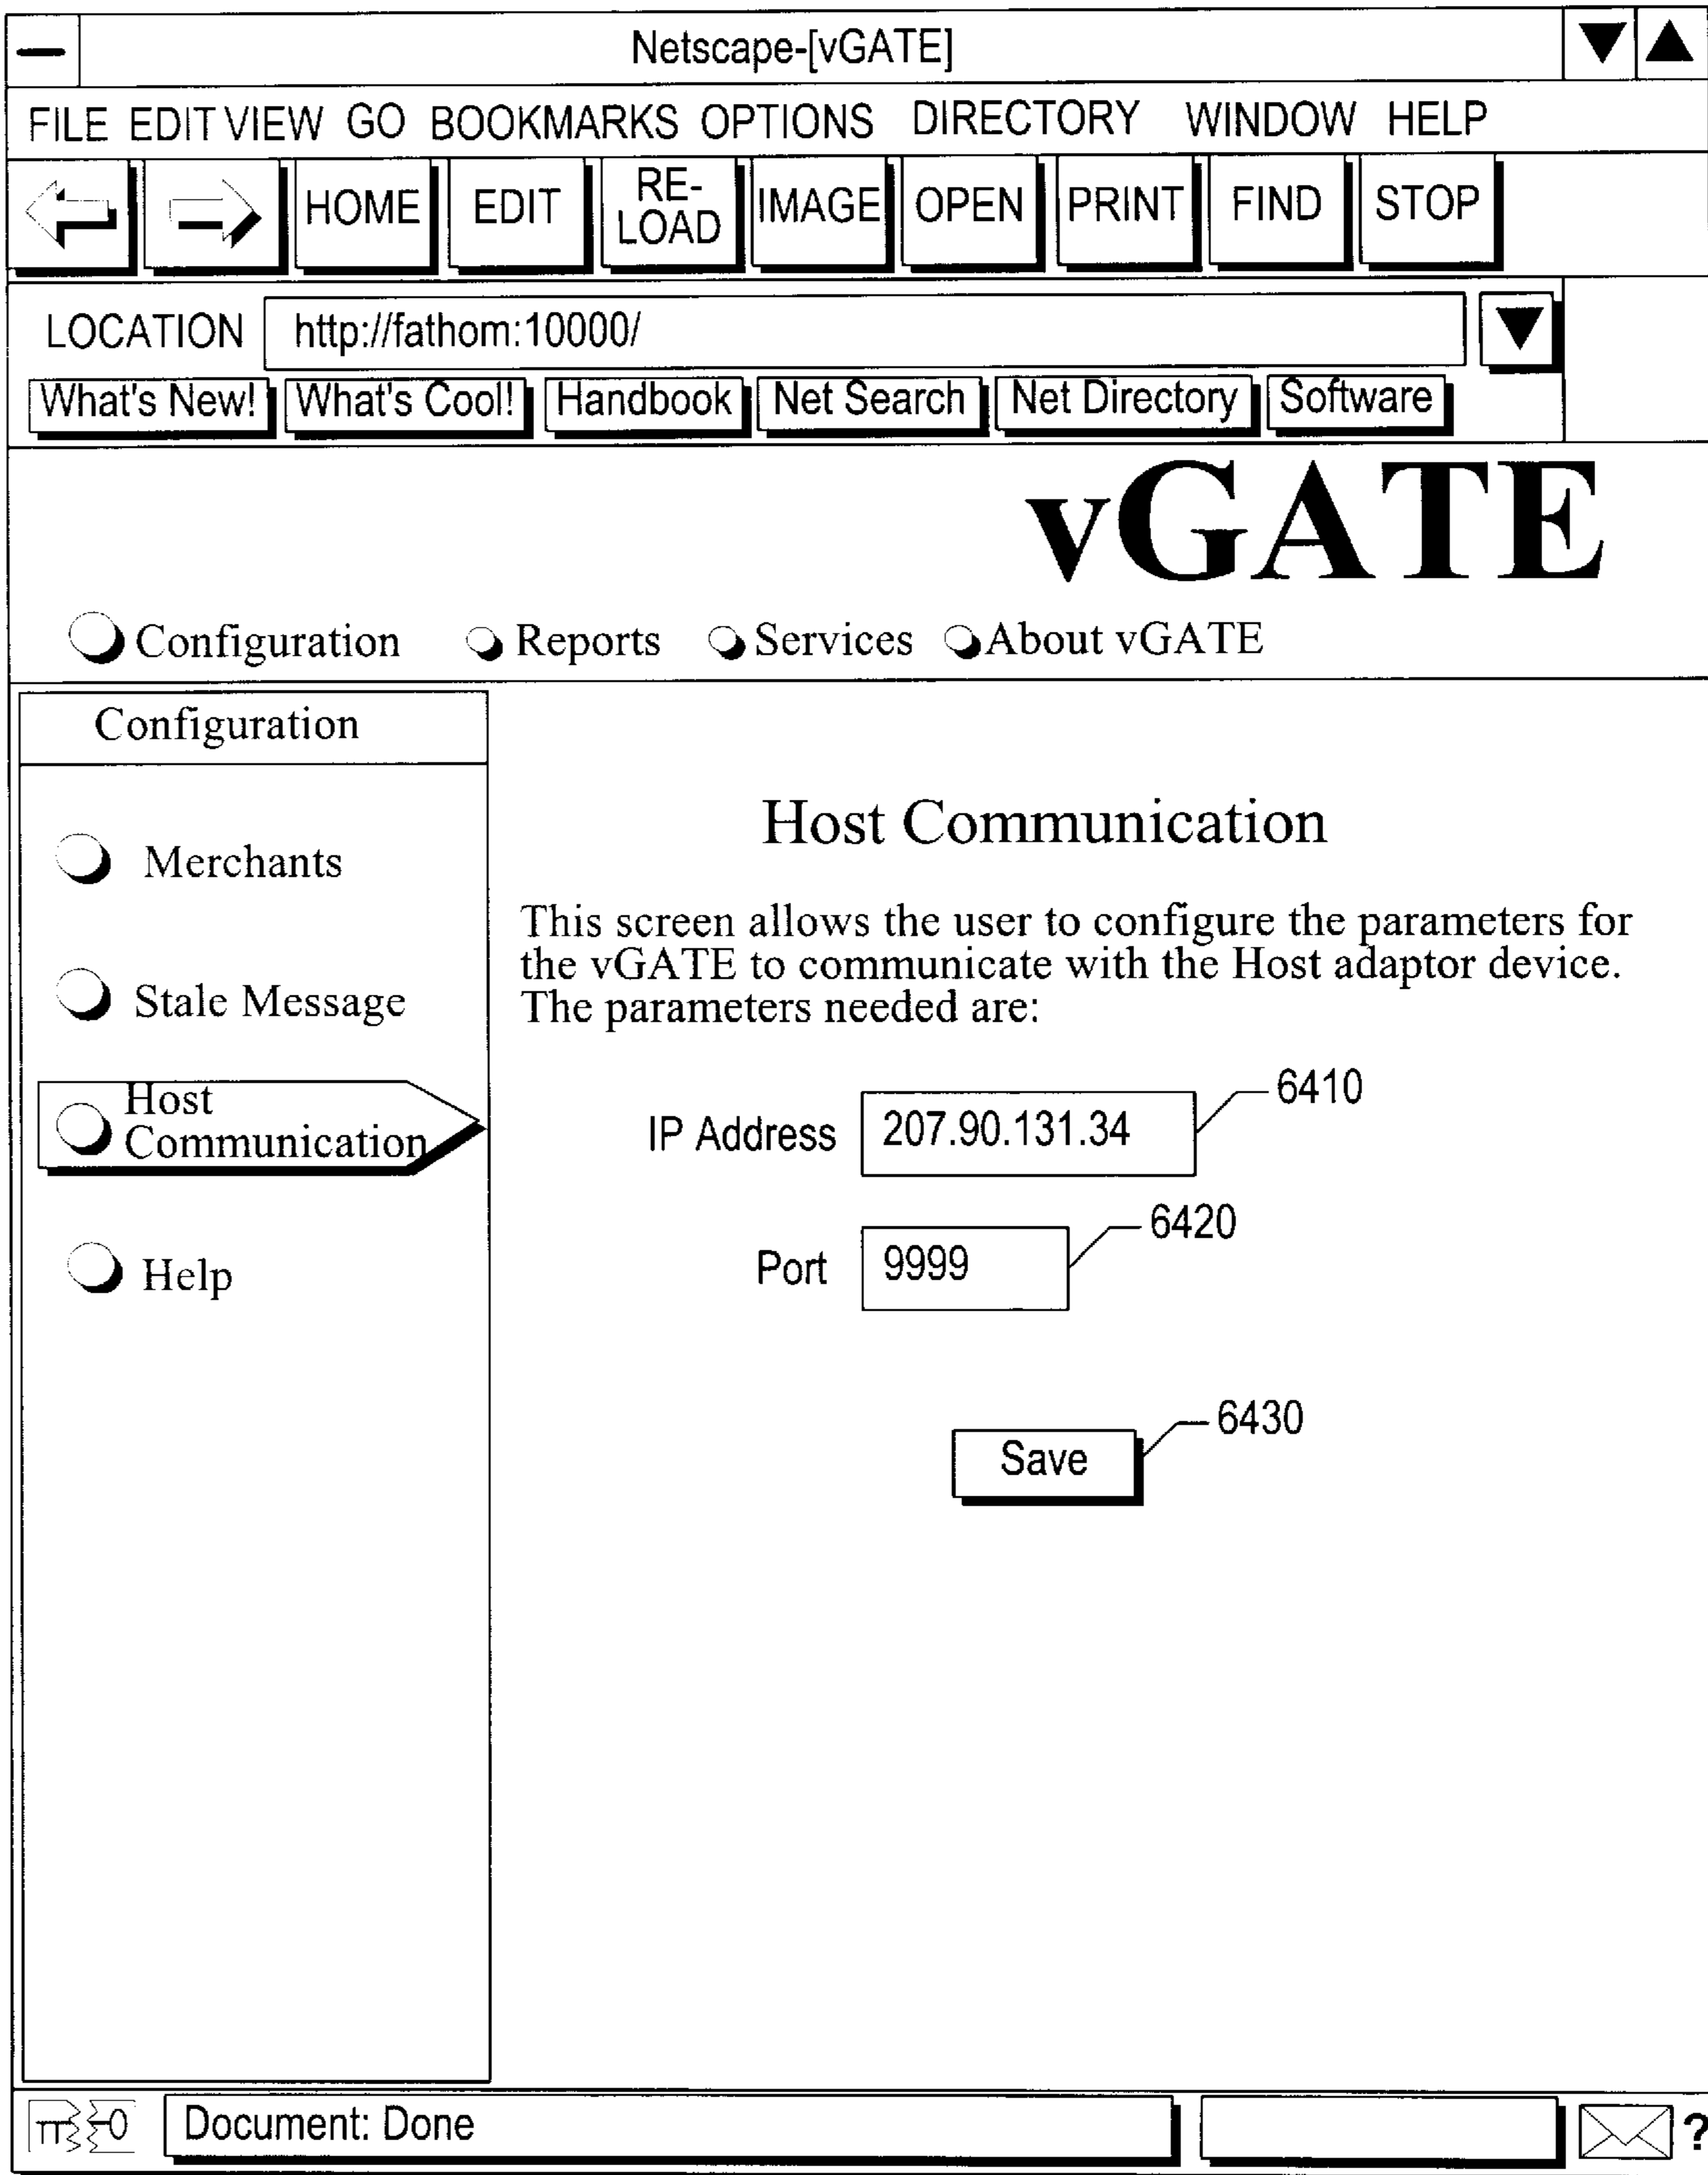 Netscape-[vGATE]
FILE EDIT VIEW GO BOOKMARKS OPTIONS DIRECTORY WINDOW HELP
HOME EDIT RE-LOAD IMAGE OPEN PRINT FIND STOP
LOCATION http://fathom:10000/
What's New! What's Cool! Handbook Net Search Net Directory Software
vGATE
Configuration Reports Services About vGATE
Configuration
Merchants
Stale Message
Host
Communication
Help
Host Communication
This screen allows the user to configure the parameters for
the vGATE to communicate with the Host adaptor device.
The parameters needed are:
IP Address 207.90.131.34 6410
Port 9999 6420
Save 6430
Document: Done ?